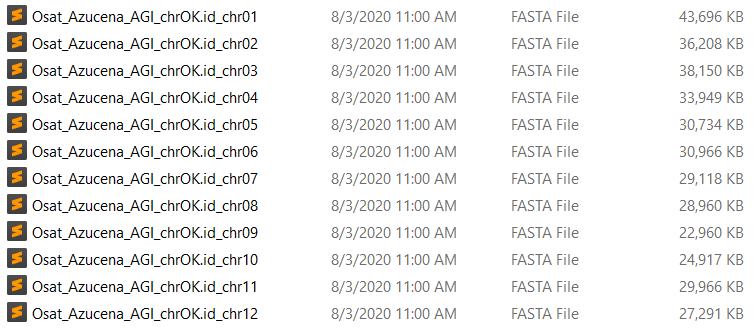 Osat_Azucena_AGI_chrOK.id_chr01 8/3/2020 11:00 AM FASTA File 43,696 KB
Osat_Azucena_AGI_chrOK.id_chr02 8/3/2020 11:00 AM FASTA File 36,208 KB
Osat_Azucena_AGI_chrOK.id_chr03 8/3/2020 11:00 AM FASTA File 38,150 KB
Osat_Azucena_AGI_chrOK.id_chr04 8/3/2020 11:00 AM FASTA File 33,949 KB
Osat_Azucena_AGI_chrOK.id_chr05 8/3/2020 11:00 AM FASTA File 30,734 KB
Osat_Azucena_AGI_chrOK.id_chr06 8/3/2020 11:00 AM FASTA File 30,966 KB
Osat_Azucena_AGI_chrOK.id_chr07 8/3/2020 11:00 AM FASTA File 29,118 KB
Osat_Azucena_AGI_chrOK.id_chr08 8/3/2020 11:00 AM FASTA File 28,960 KB
Osat_Azucena_AGI_chrOK.id_chr09 8/3/2020 11:00 AM FASTA File 22,960 KB
Osat_Azucena_AGI_chrOK.id_chr10 8/3/2020 11:00 AM FASTA File 24,917 KB
Osat_Azucena_AGI_chrOK.id_chr11 8/3/2020 11:00 AM FASTA File 29,966 KB
Osat_Azucena_AGI_chrOK.id_chr12 8/3/2020 11:00 AM FASTA File 27,291 KB